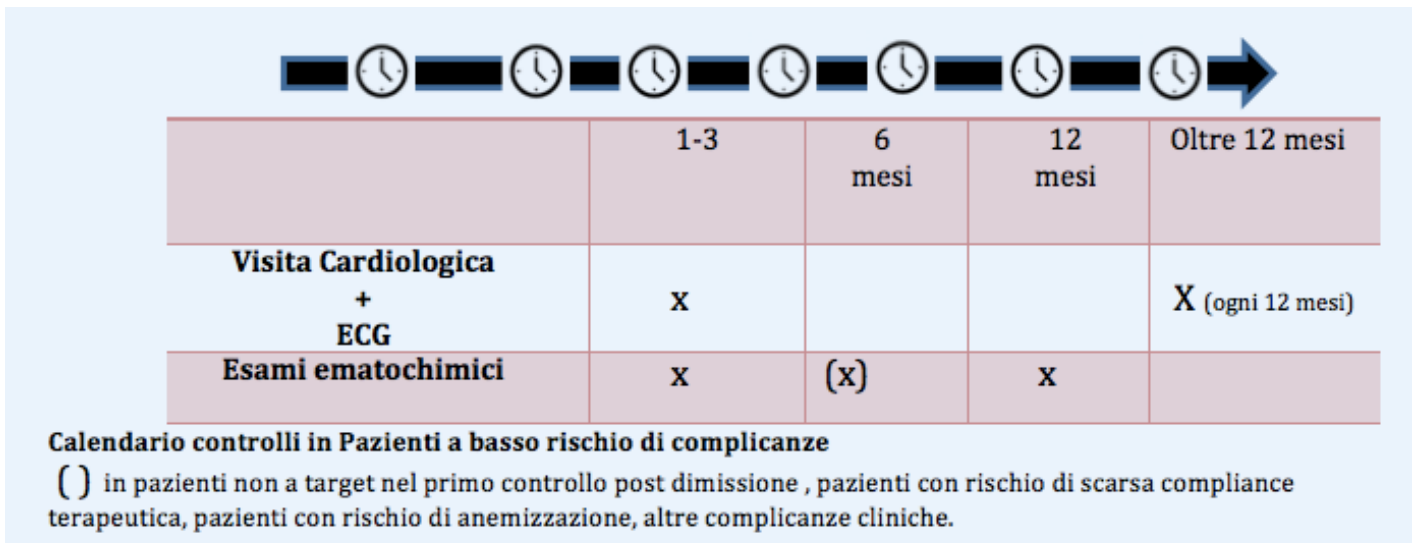 1-3 6 mesi 12 mesi Oltre 12 mesi
Visita Cardiologica
+
ECG
x X (ogni 12 mesi)
Esami ematochimici x (x) x
Calendario controlli in Pazienti a basso rischio di complicanze
( ) in pazienti non a target nel primo controllo post dimissione , pazienti con rischio di scarsa compliance
terapeutica, pazienti con rischio di anemizzazione, altre complicanze cliniche.